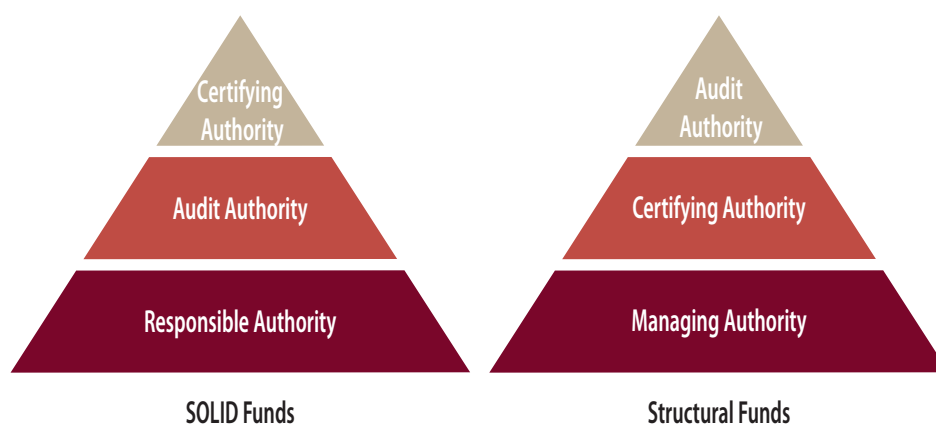 Certifying
Authority
Audit Authority
Responsible Authority
SOLID Funds
Audit
Authority
Certifying Authority
Managing Authority
Structural Funds